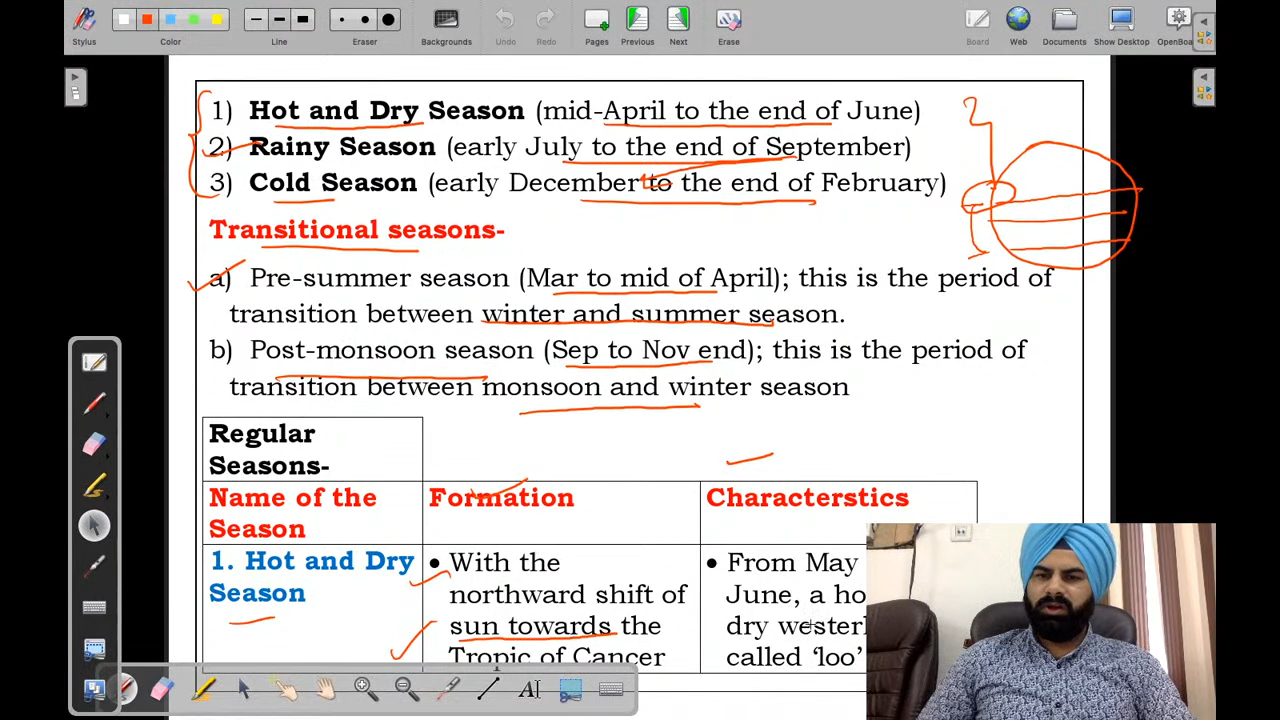 Stylus
Color
Line
Eraser
Backgrounds
Undo
Redo
Pages
Previous
Next
Erase
Board
Web
Documents
Show Desktop
OpenBoa
1) Hot and Dry Season (mid-April to the end of June)
2) Rainy Season (early July to the end of September)
3) Cold Season (early December to the end of February)
Transitional seasons-
a) Pre-summer season (Mar to mid of April); this is the period of
transition between winter and summer season.
b) Post-monsoon season (Sep to Nov end); this is the period of
transition between monsoon and winter season
Regular
Seasons-
Name of the
Season
Formation
Characterstics
1. Hot and Dry
Season
• With the
northward shift of
sun towards the
Tropic of Cancer
• From May
June, a ho
dry westerl
called ‘loo’